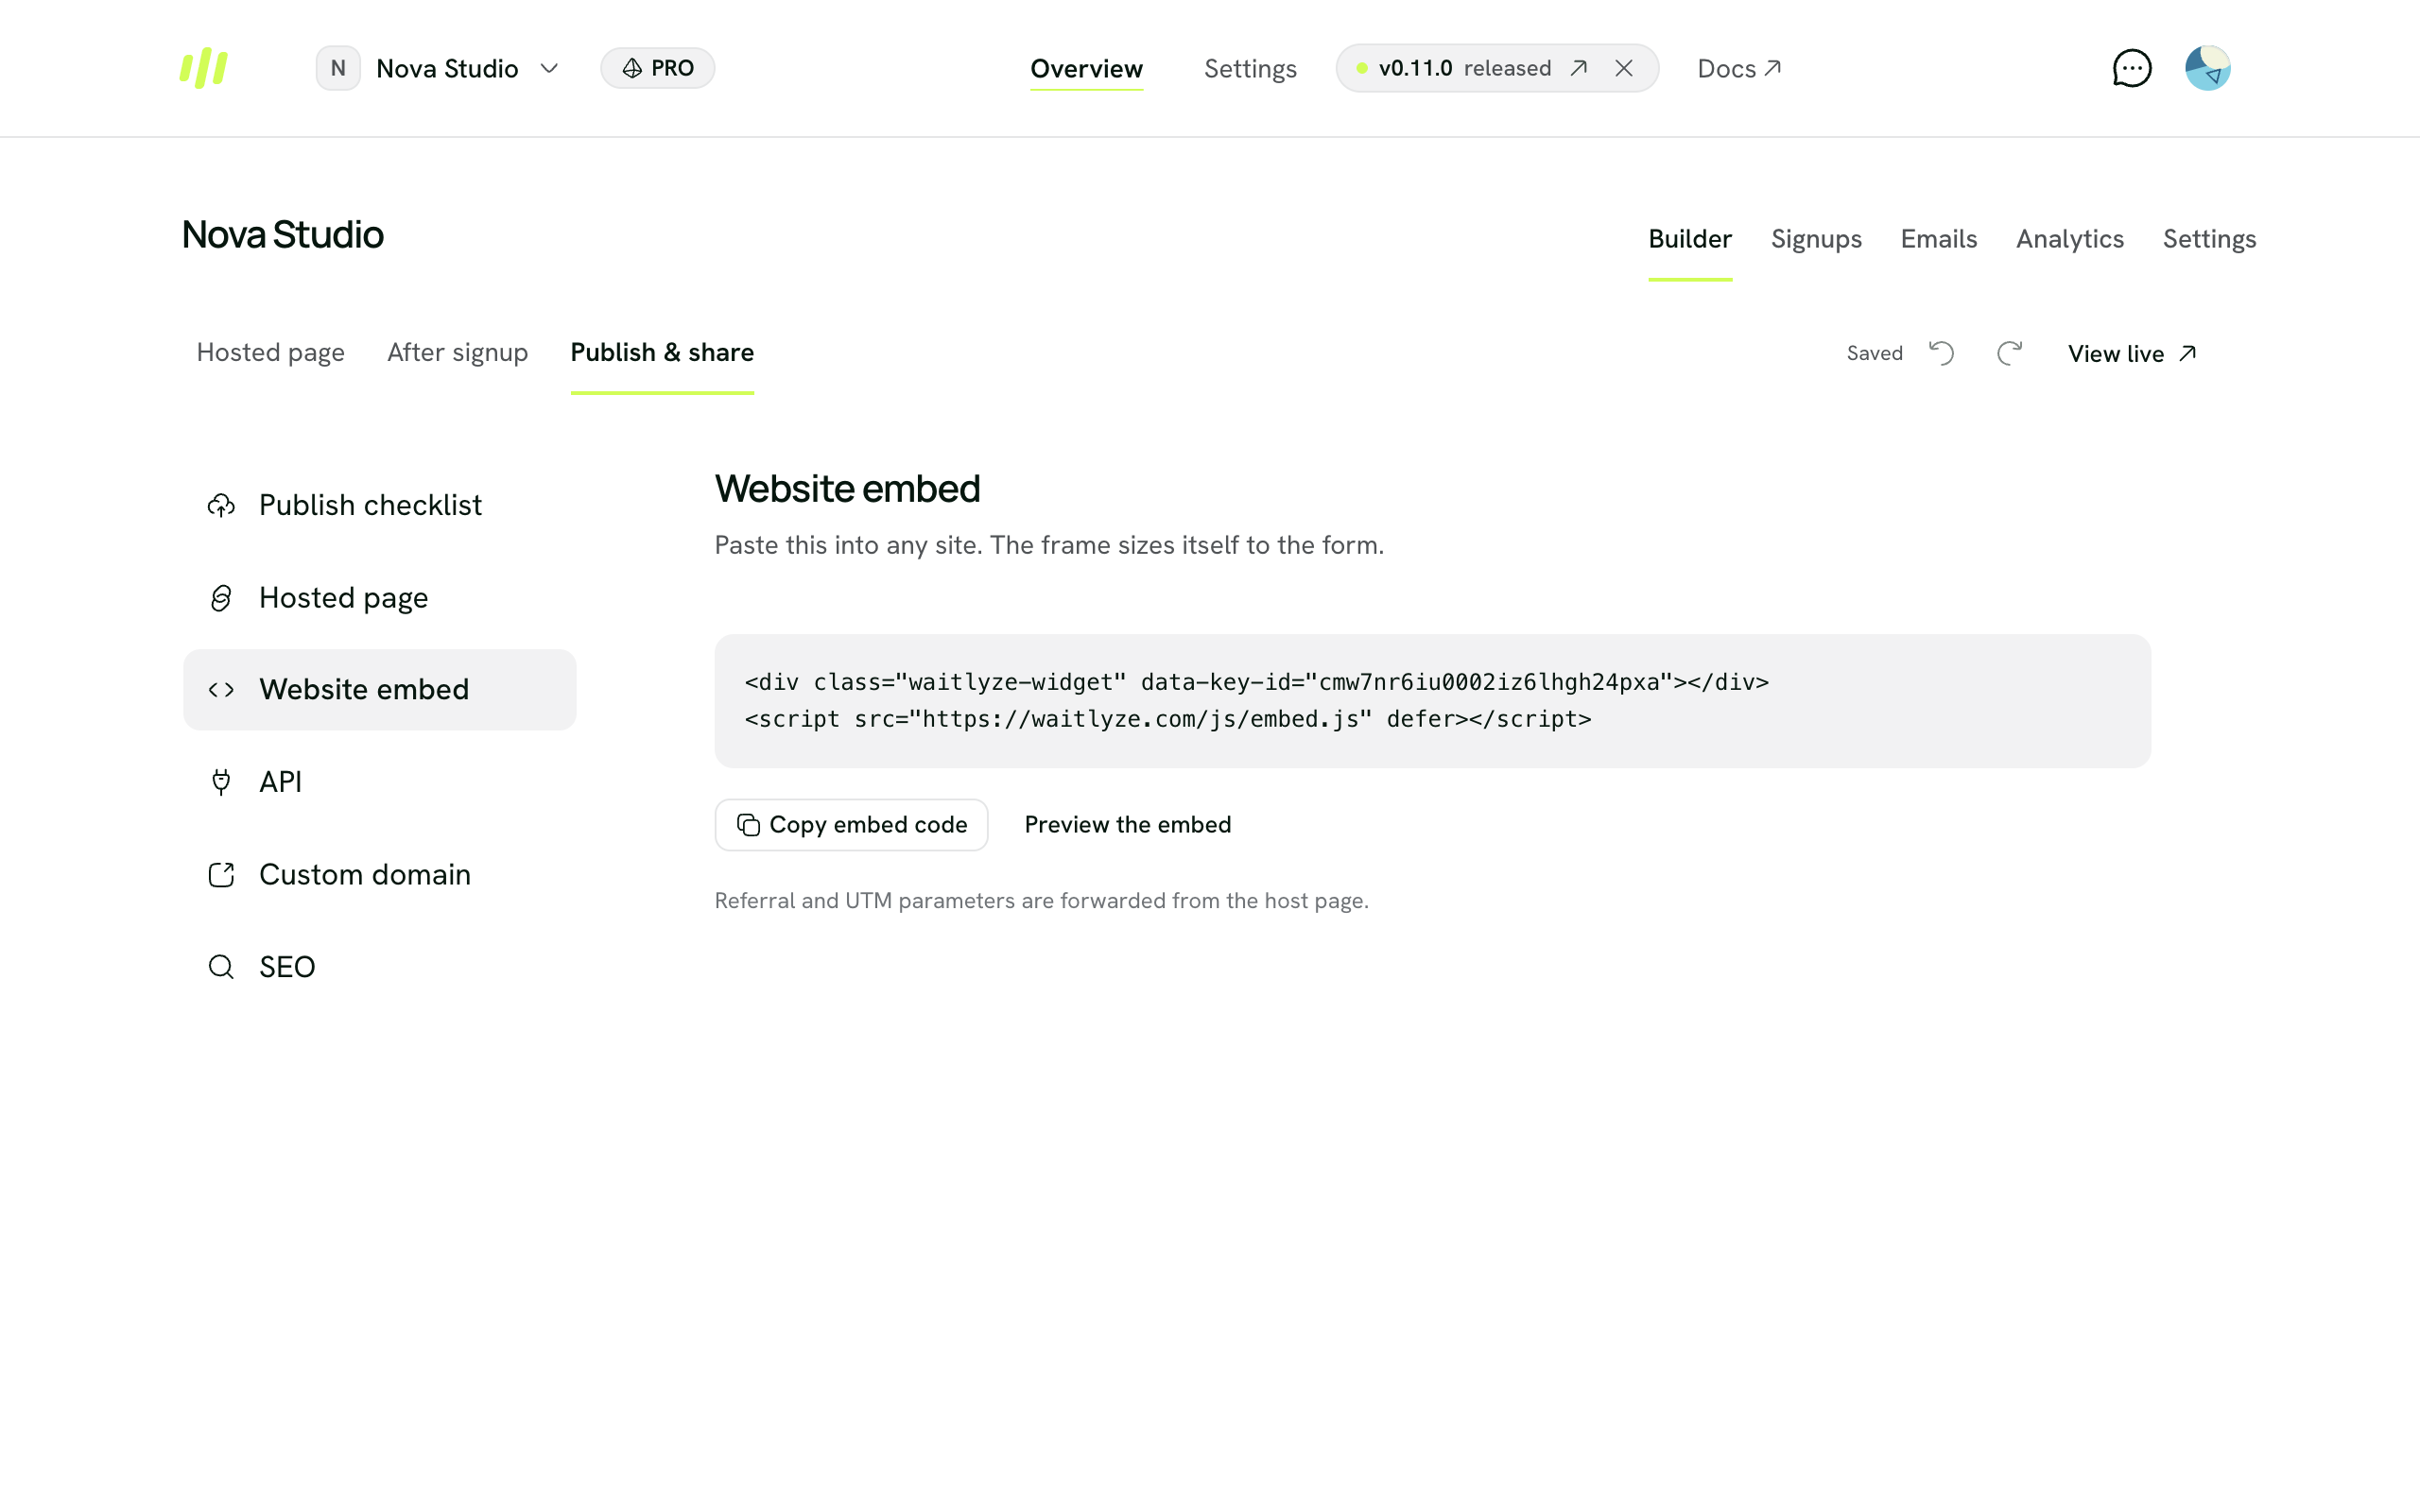 N Nova Studio PRO Overview Settings v0.11.0 released Docs
Nova Studio
Builder Signups Emails Analytics Settings
Hosted page After signup Publish & share Saved View live
Publish checklist
Hosted page
Website embed
API
Custom domain
SEO
Website embed
Paste this into any site. The frame sizes itself to the form.
<div class="waitlyze-widget" data-key-id="cmw7nr6iu0002iz6lhgh24pxa"></div>
<script src="https://waitlyze.com/js/embed.js" defer></script>
Copy embed code Preview the embed
Referral and UTM parameters are forwarded from the host page.